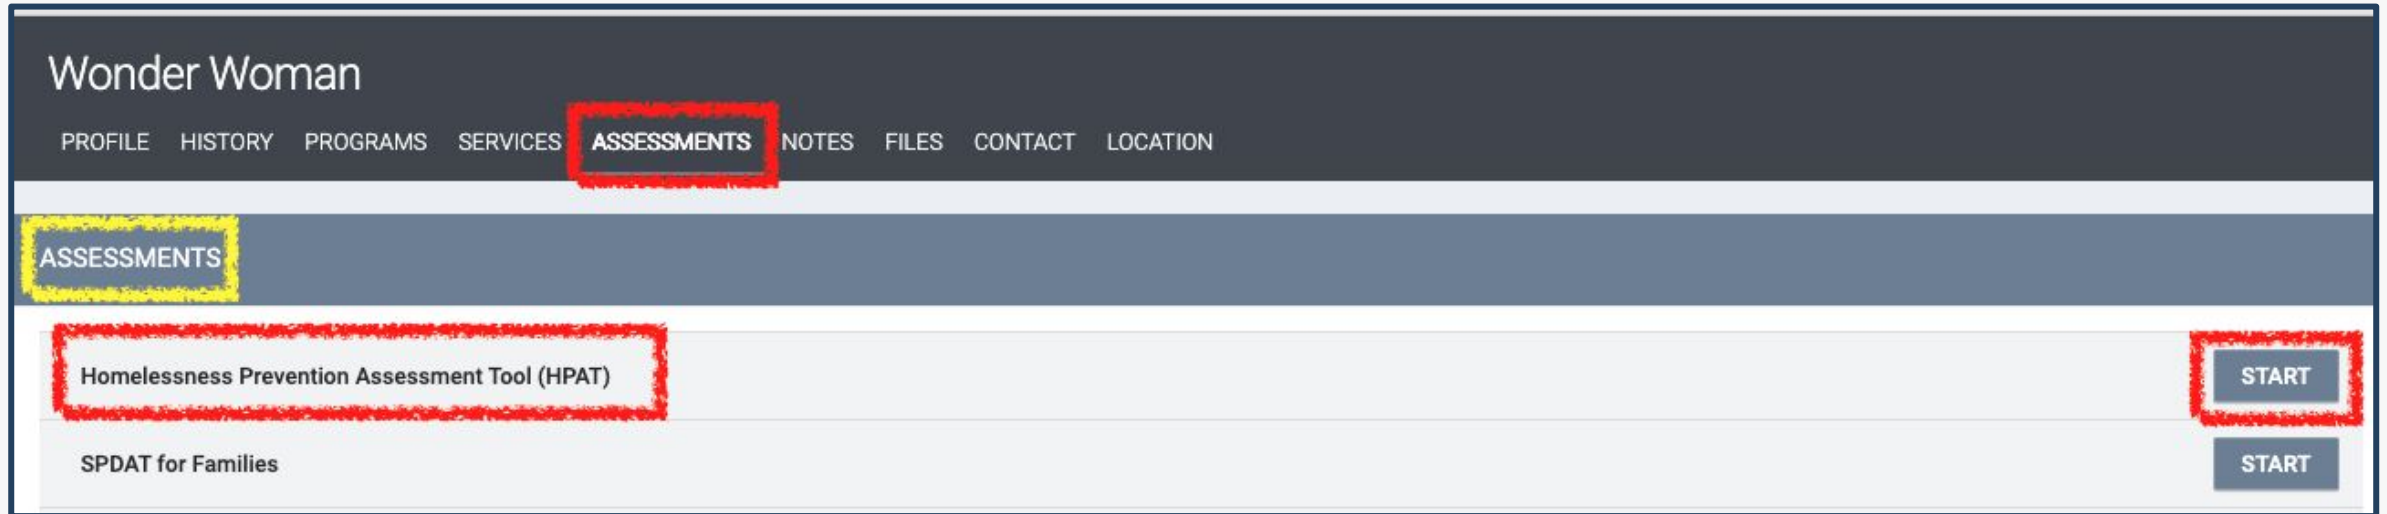 Wonder Woman
PROFILE HISTORY PROGRAMS SERVICES ASSESSMENTS NOTES FILES CONTACT LOCATION
ASSESSMENTS
Homelessness Prevention Assessment Tool (HPAT) START
SPDAT for Families START